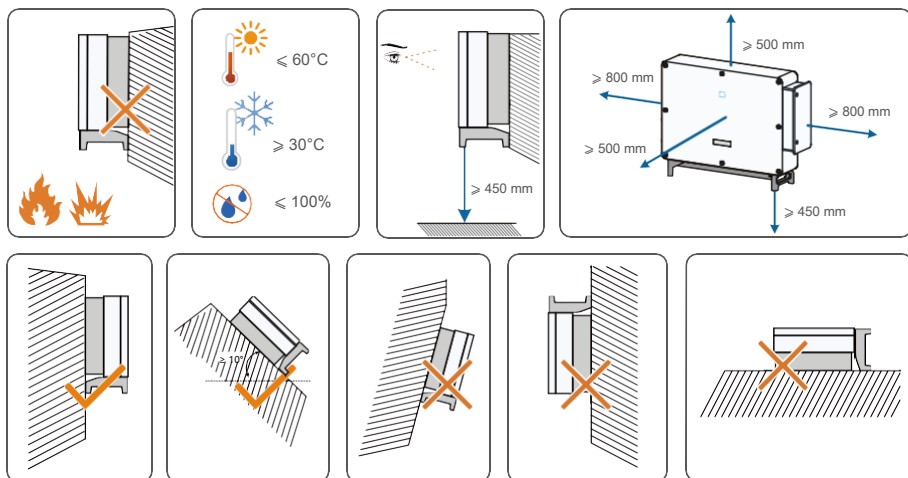 ⩽ 60°C
⩾ 30°C
⩽ 100%
⩾ 450 mm
⩾ 500 mm
⩾ 800 mm
⩾ 800 mm
⩾ 500 mm
⩾ 450 mm
⩾ 10°